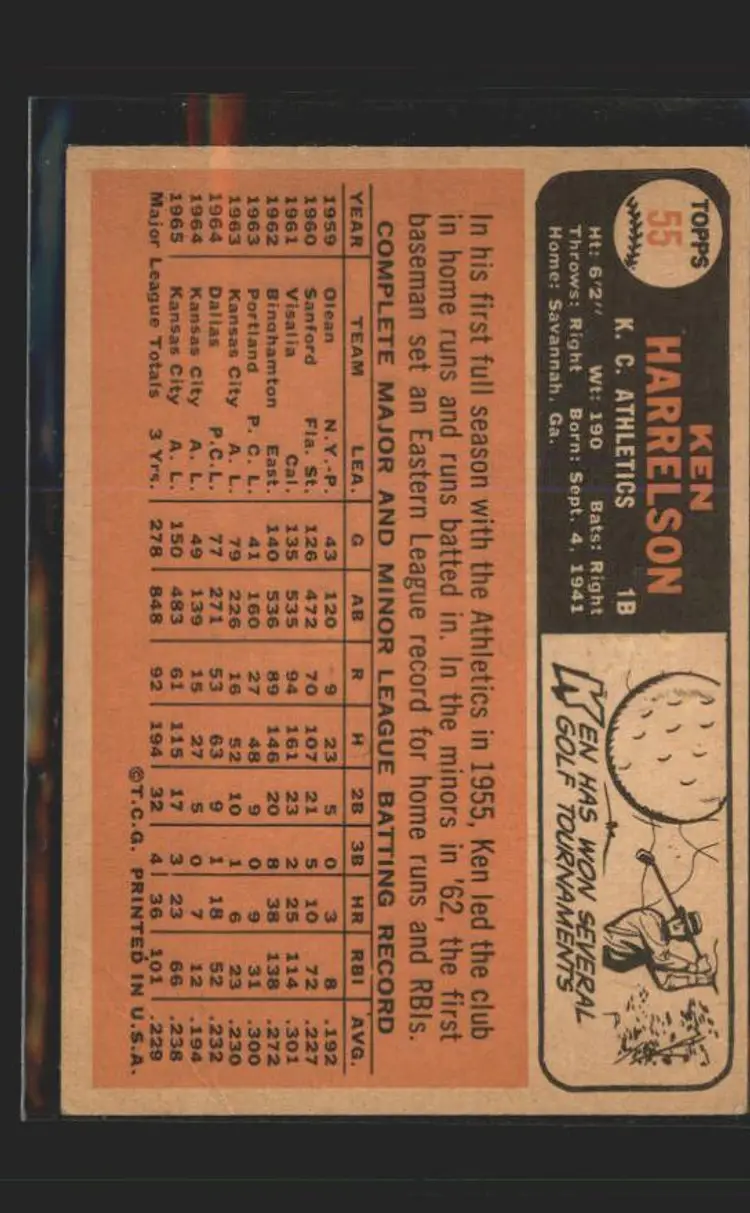 TOPPS
55
KEN
HARRELSON
K. C. ATHLETICS 1B
Ht: 6'2" Wt: 190 Bats: Right
Throws: Right Born: Sept. 4, 1941
Home: Savannah, Ga.
KEN HAS WON SEVERAL
GOLF TOURNAMENTS
In his first full season with the Athletics in 1955, Ken led the club
in home runs and runs batted in. In the minors in '62, the first
baseman set an Eastern League record for home runs and RBIs.
COMPLETE MAJOR AND MINOR LEAGUE BATTING RECORD
YEAR TEAM LEA. G AB R H 2B 3B HR RBI AVG.
1959 Olean N.Y.-P. 43 120 9 23 5 0 3 8 .192
1960 Sanford Fla. St. 126 472 70 107 21 5 10 72 .227
1961 Visalia Cal. 135 535 94 161 23 2 25 114 .301
1962 Binghamton East. 140 536 89 146 20 8 38 138 .272
1963 Portland P. C. L. 41 160 27 48 9 0 9 31 .300
1963 Kansas City A. L. 79 226 16 52 10 1 6 23 .230
1964 Dallas P.C.L. 77 271 53 63 9 1 18 52 .232
1964 Kansas City A. L. 49 139 15 27 5 0 7 12 .194
1965 Kansas City A. L. 150 483 61 115 17 3 23 66 .238
Major League Totals 3 Yrs. 278 848 92 194 32 4 36 101 .229
©T.C.G. PRINTED IN U.S.A.